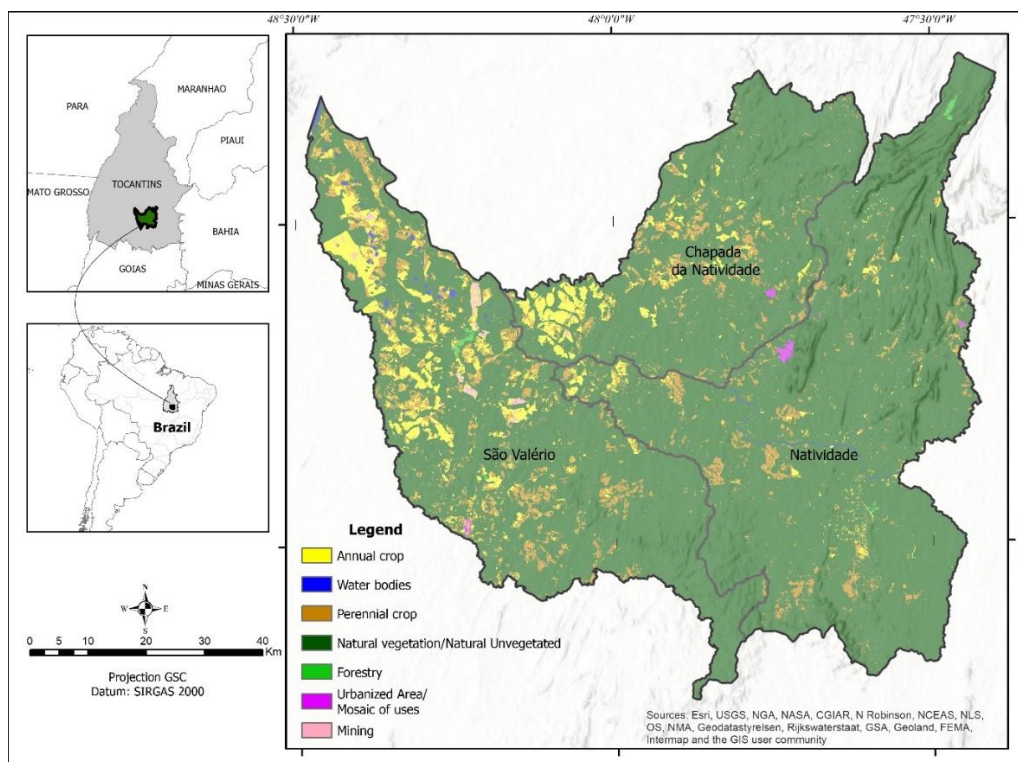 48°30'0"W
48°0'0"W
47°30'0"W
PARA
MARANHAO
PIAUI
TOCANTINS
MATO GROSSO
BAHIA
GOIAS
MINAS GERAIS
Brazil
Chapada
da Natividade
São Valério
Natividade
Legend
Annual crop
Water bodies
Perennial crop
Natural vegetation/Natural Unvegetated
Forestry
Urbanized Area/
Mosaic of uses
Mining
N
W E
S
0 5 10 20 30 40
Km
Projection GSC
Datum: SIRGAS 2000
Sources: Esri, USGS, NGA, NASA, CGIAR, N Robinson, NCEAS, NLS,
OS, NMA, Geodatastyrelsen, Rijkswaterstaat, GSA, Geoland, FEMA,
Intermap and the GIS user community